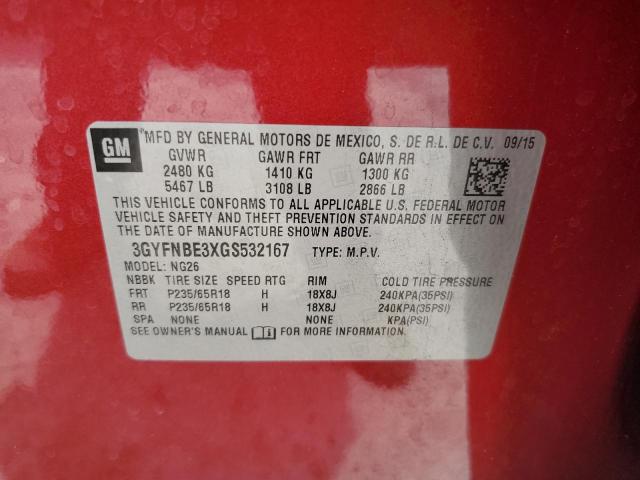 GM
MFD BY GENERAL MOTORS DE MEXICO, S. DE R.L. DE C.V. 09/15
GVWR GAWR FRT GAWR RR
2480 KG 1410 KG 1300 KG
5467 LB 3108 LB 2866 LB
THIS VEHICLE CONFORMS TO ALL APPLICABLE U.S. FEDERAL MOTOR
VEHICLE SAFETY AND THEFT PREVENTION STANDARDS IN EFFECT ON
THE DATE OF MANUFACTURE SHOWN ABOVE.
3GYFNBE3XGS532167 TYPE: M.P.V.
MODEL: NG26
NBBK TIRE SIZE SPEED RTG RIM COLD TIRE PRESSURE
FRT P235/65R18 H 18X8J 240KPA(35PSI)
RR P235/65R18 H 18X8J 240KPA(35PSI)
SPA NONE NONE KPA(PSI)
SEE OWNER'S MANUAL FOR MORE INFORMATION.